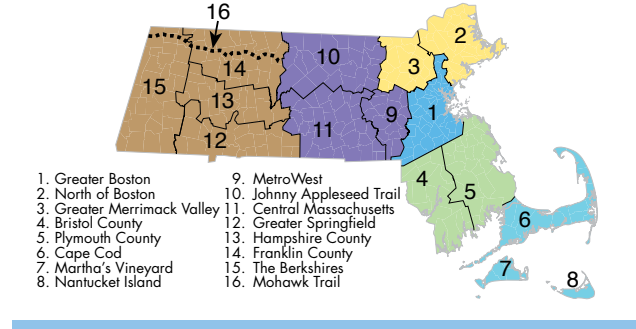 16
2
10
3
14
15
13
1
9
11
12
4
5
6
7
8
1. Greater Boston
2. North of Boston
3. Greater Merrimack Valley
4. Bristol County
5. Plymouth County
6. Cape Cod
7. Martha's Vineyard
8. Nantucket Island
9. MetroWest
10. Johnny Appleseed Trail
11. Central Massachusetts
12. Greater Springfield
13. Hampshire County
14. Franklin County
15. The Berkshires
16. Mohawk Trail